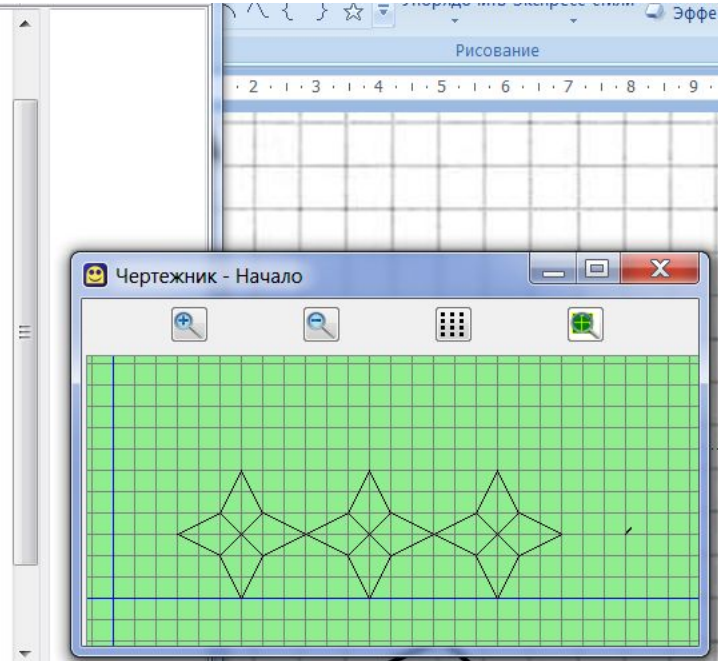 Рисование
· 2 · ı · 3 · ı · 4 · ı · 5 · ı · 6 · ı · 7 · ı · 8 · ı · 9 ·
Чертежник - Начало